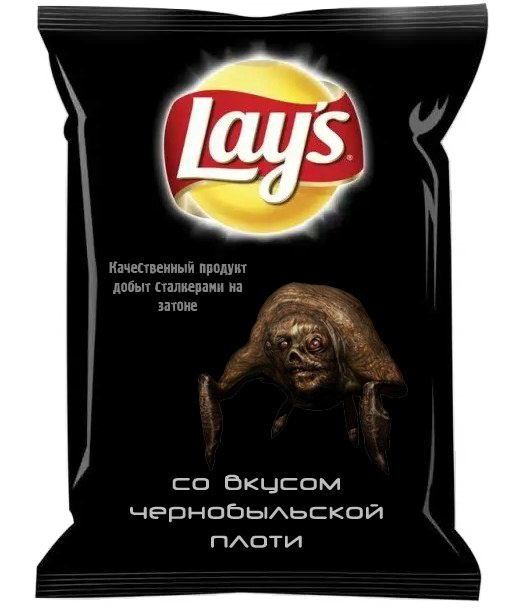 Lay's
Качественный продукт
добыт Сталкерами на
затоне
со вкусом
чернобыльской
плоти